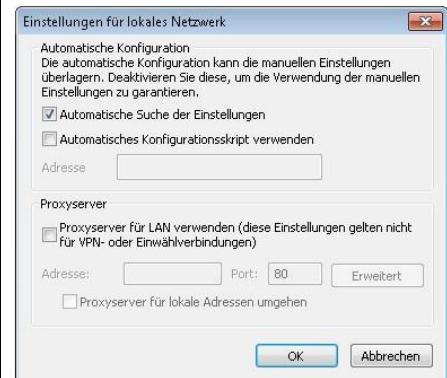 Einstellungen für lokales Netzwerk
Automatische Konfiguration
Die automatische Konfiguration kann die manuellen Einstellungen
überlagern. Deaktivieren Sie diese, um die Verwendung der manuellen
Einstellungen zu garantieren.
Automatische Suche der Einstellungen
Automatisches Konfigurationsskript verwenden
Adresse
Proxyserver
Proxyserver für LAN verwenden (diese Einstellungen gelten nicht
für VPN- oder Einwählverbindungen)
Adresse: Port: 80 Erweitert
Proxyserver für lokale Adressen umgehen
OK Abbrechen